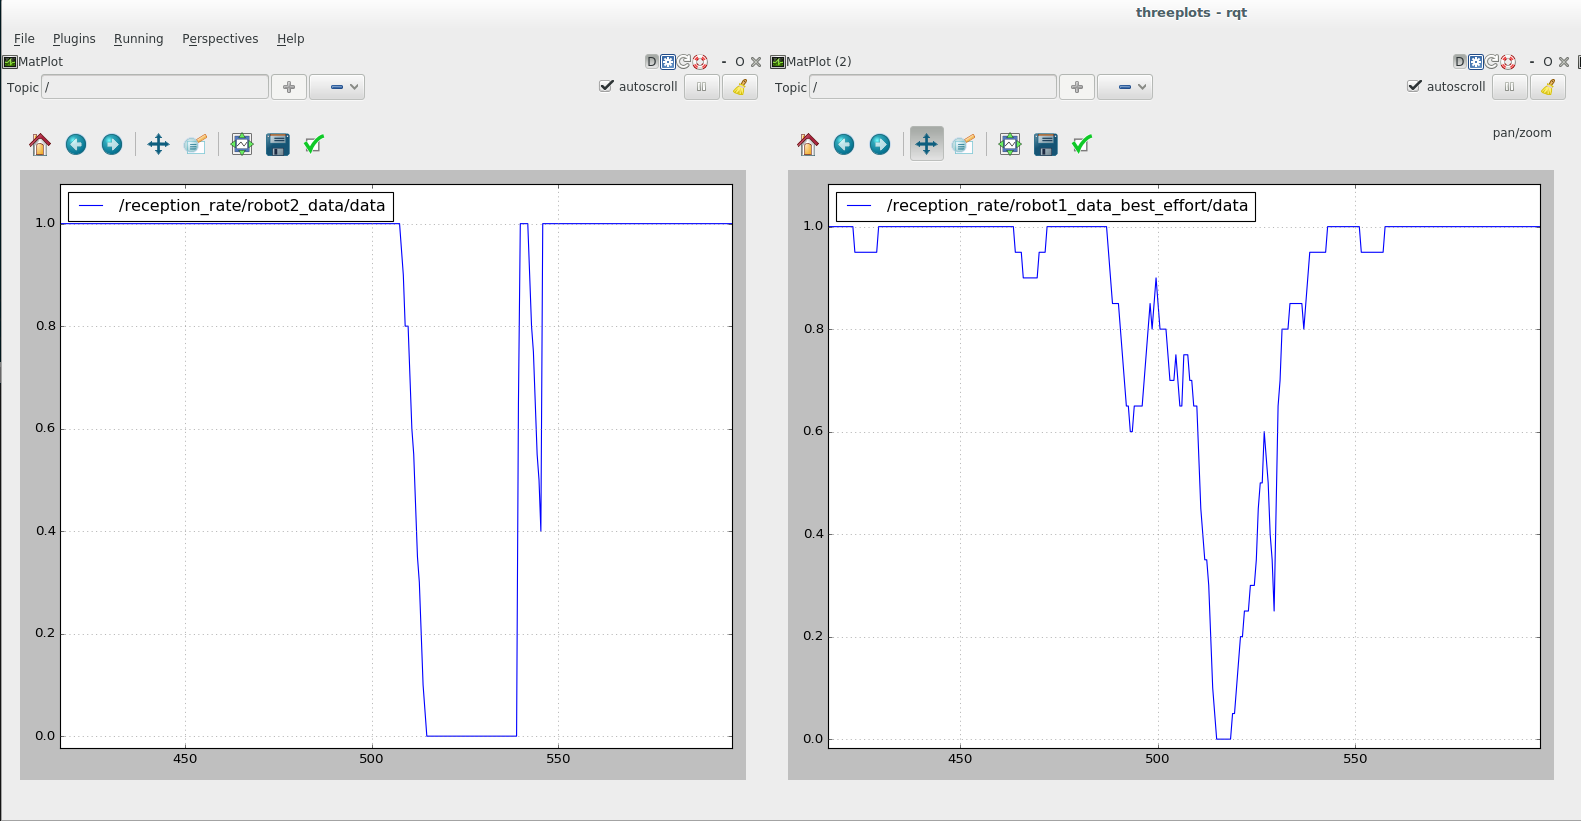 threeplots - rqt
File Plugins Running Perspectives Help
MatPlot
D
- O
Topic /
autoscroll
/reception_rate/robot2_data/data
1.0
0.8
0.6
0.4
0.2
0.0
450 500 550
MatPlot (2)
D
- O
Topic /
autoscroll
pan/zoom
/reception_rate/robot1_data_best_effort/data
1.0
0.8
0.6
0.4
0.2
0.0
450 500 550